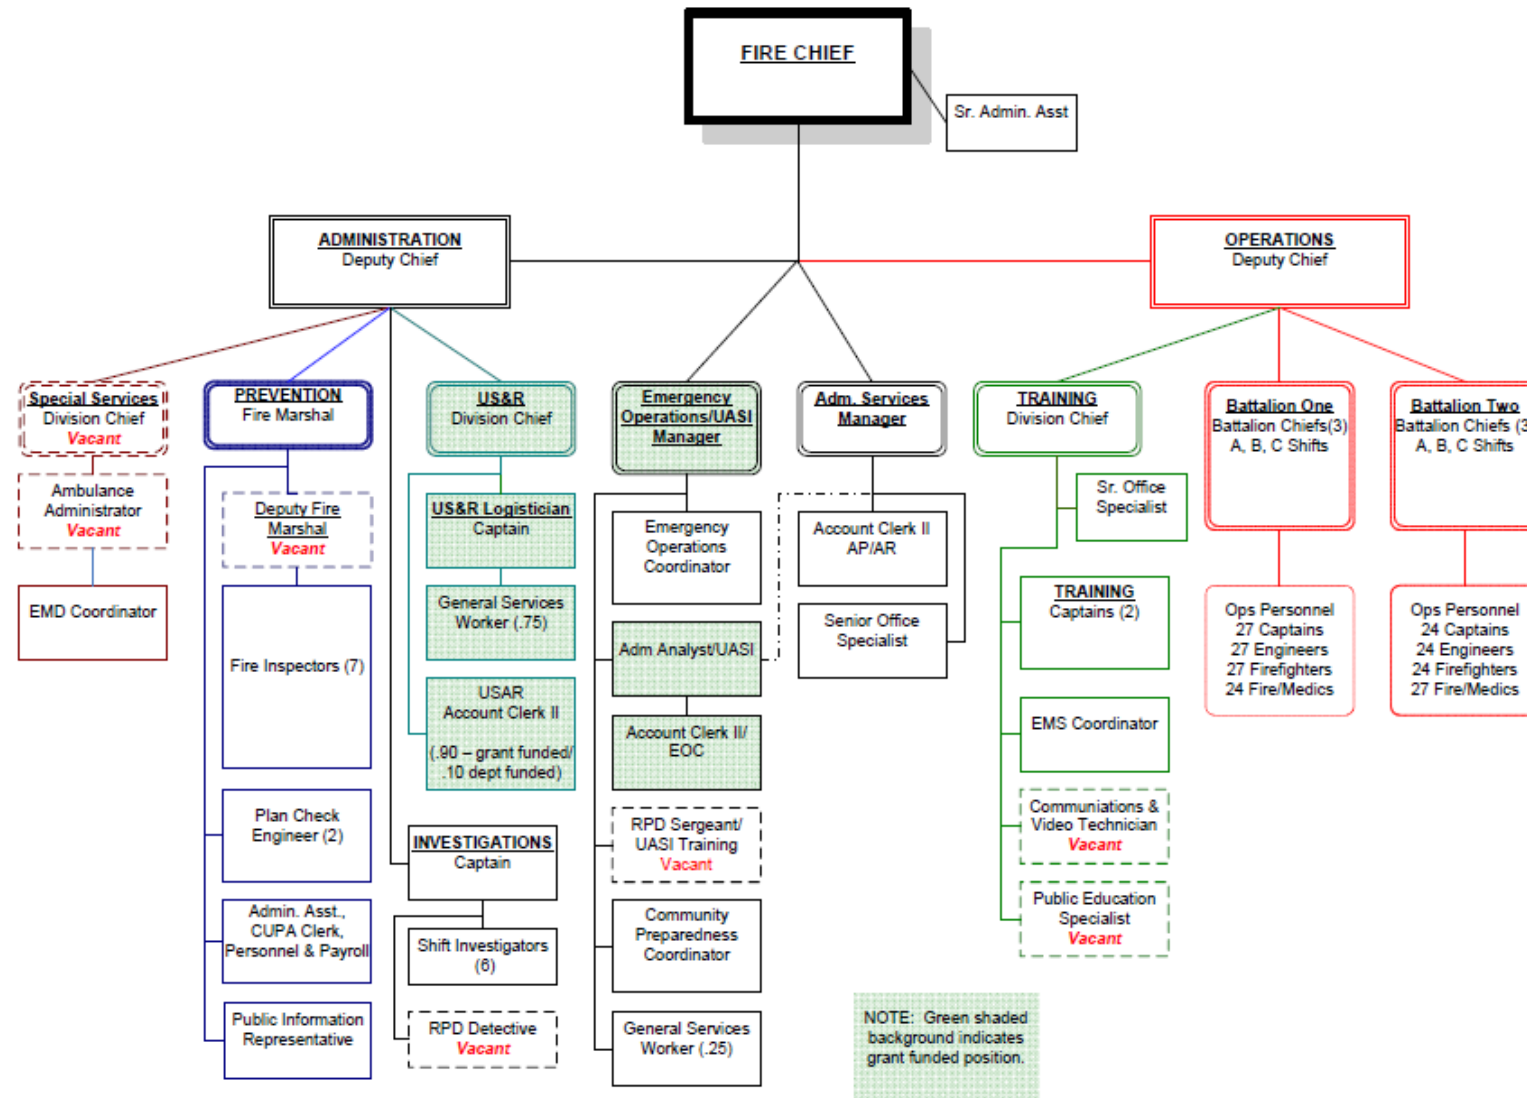 FIRE CHIEF
Sr. Admin. Asst
ADMINISTRATION
Deputy Chief
OPERATIONS
Deputy Chief
Special Services
Division Chief
Vacant
PREVENTION
Fire Marshal
US&R
Division Chief
Emergency
Operations/UASI
Manager
Adm. Services
Manager
TRAINING
Division Chief
Battalion One
Battalion Chiefs(3)
A, B, C Shifts
Battalion Two
Battalion Chiefs (3
A, B, C Shifts
Ambulance
Administrator
Vacant
EMD Coordinator
Deputy Fire
Marshal
Vacant
Fire Inspectors (7)
Plan Check
Engineer (2)
Admin. Asst.,
CUPA Clerk,
Personnel & Payroll
Public Information
Representative
US&R Logistician
Captain
General Services
Worker (.75)
USAR
Account Clerk II
(.90 – grant funded/
.10 dept funded)
INVESTIGATIONS
Captain
Shift Investigators
(6)
RPD Detective
Vacant
Emergency
Operations
Coordinator
Adm Analyst/UASI
Account Clerk II/
EOC
RPD Sergeant/
UASI Training
Vacant
Community
Preparedness
Coordinator
General Services
Worker (.25)
Account Clerk II
AP/AR
Senior Office
Specialist
Sr. Office
Specialist
TRAINING
Captains (2)
EMS Coordinator
Communiations &
Video Technician
Vacant
Public Education
Specialist
Vacant
Ops Personnel
27 Captains
27 Engineers
27 Firefighters
24 Fire/Medics
Ops Personnel
24 Captains
24 Engineers
24 Firefighters
27 Fire/Medics
NOTE:  Green shaded
background indicates
grant funded position.